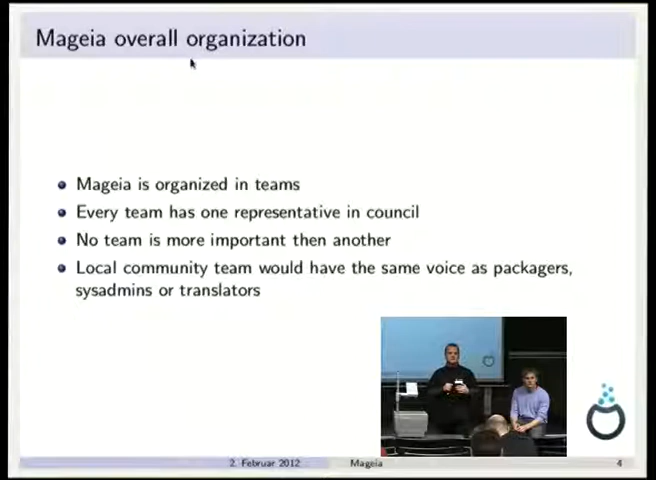 Mageia overall organization
Mageia is organized in teams
Every team has one representative in council
No team is more important then another
Local community team would have the same voice as packagers,
sysadmins or translators
2. Februar 2012
Mageia
4